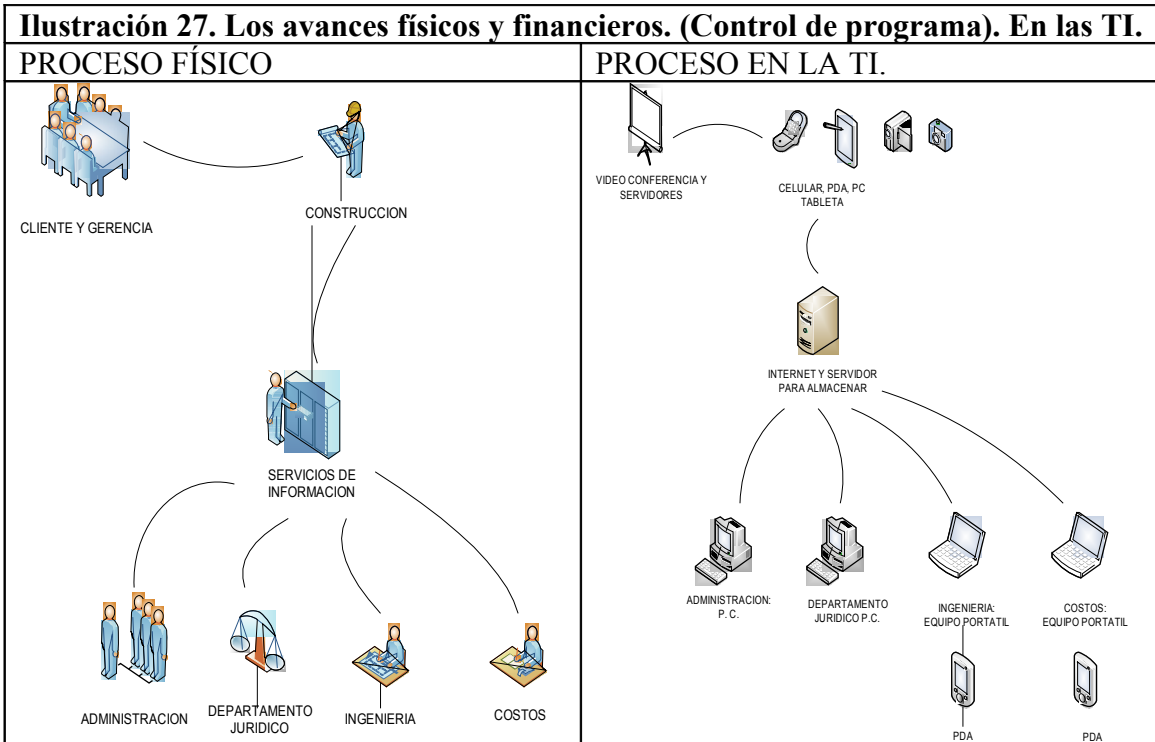 Ilustración 27. Los avances físicos y financieros. (Control de programa). En las TI.
PROCESO FÍSICO
CLIENTE Y GERENCIA
CONSTRUCCION
SERVICIOS DE
INFORMACION
ADMINISTRACION
DEPARTAMENTO
JURIDICO
INGENIERIA
COSTOS
PROCESO EN LA TI.
VIDEO CONFERENCIA Y
SERVIDORES
CELULAR, PDA, PC
TABLETA
INTERNET Y SERVIDOR
PARA ALMACENAR
ADMINISTRACION:
P. C.
DEPARTAMENTO
JURIDICO P.C.
INGENIERIA:
EQUIPO PORTATIL
COSTOS:
EQUIPO PORTATIL
PDA
PDA